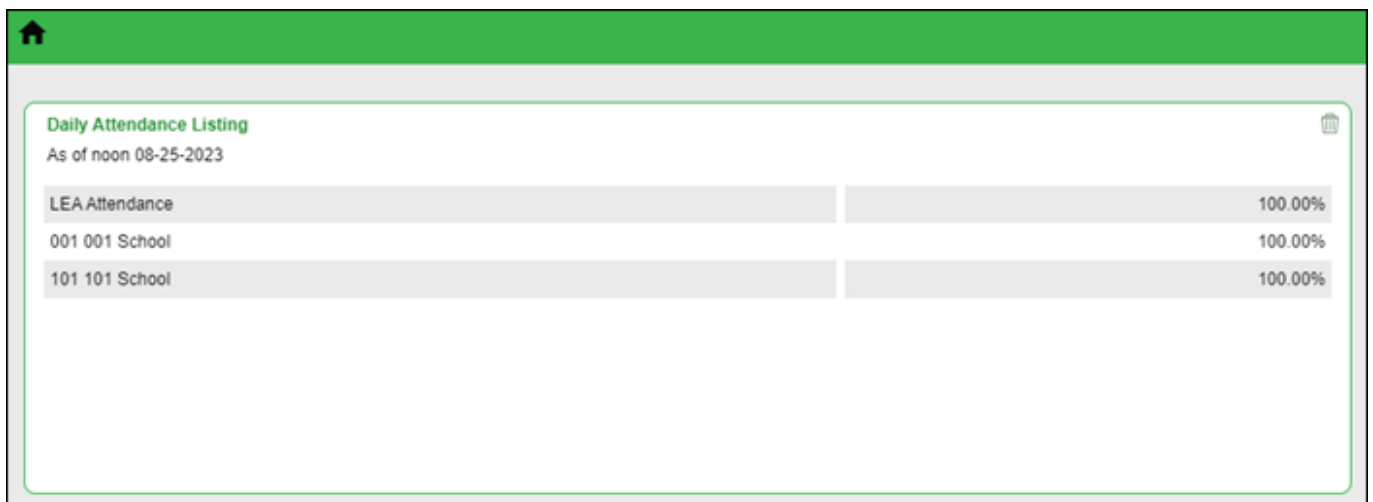 Daily Attendance Listing
As of noon 08-25-2023
LEA Attendance 100.00%
001 001 School 100.00%
101 101 School 100.00%